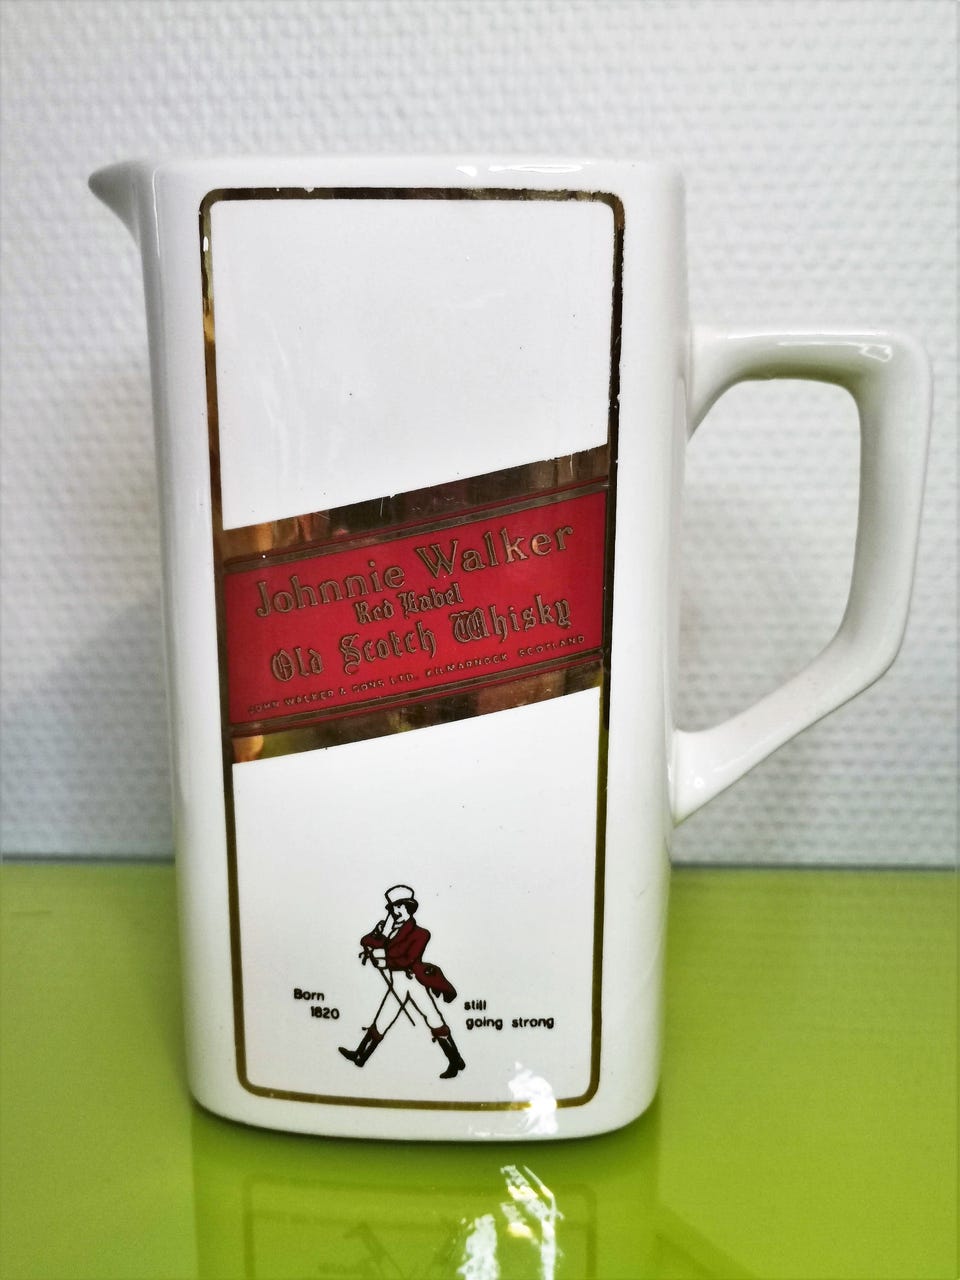 Johnnie Walker
Red Label
Old Scotch Whisky
JOHN WALKER & SONS LTD. KILMARNOCK SCOTLAND
Born
1820
still
going strong